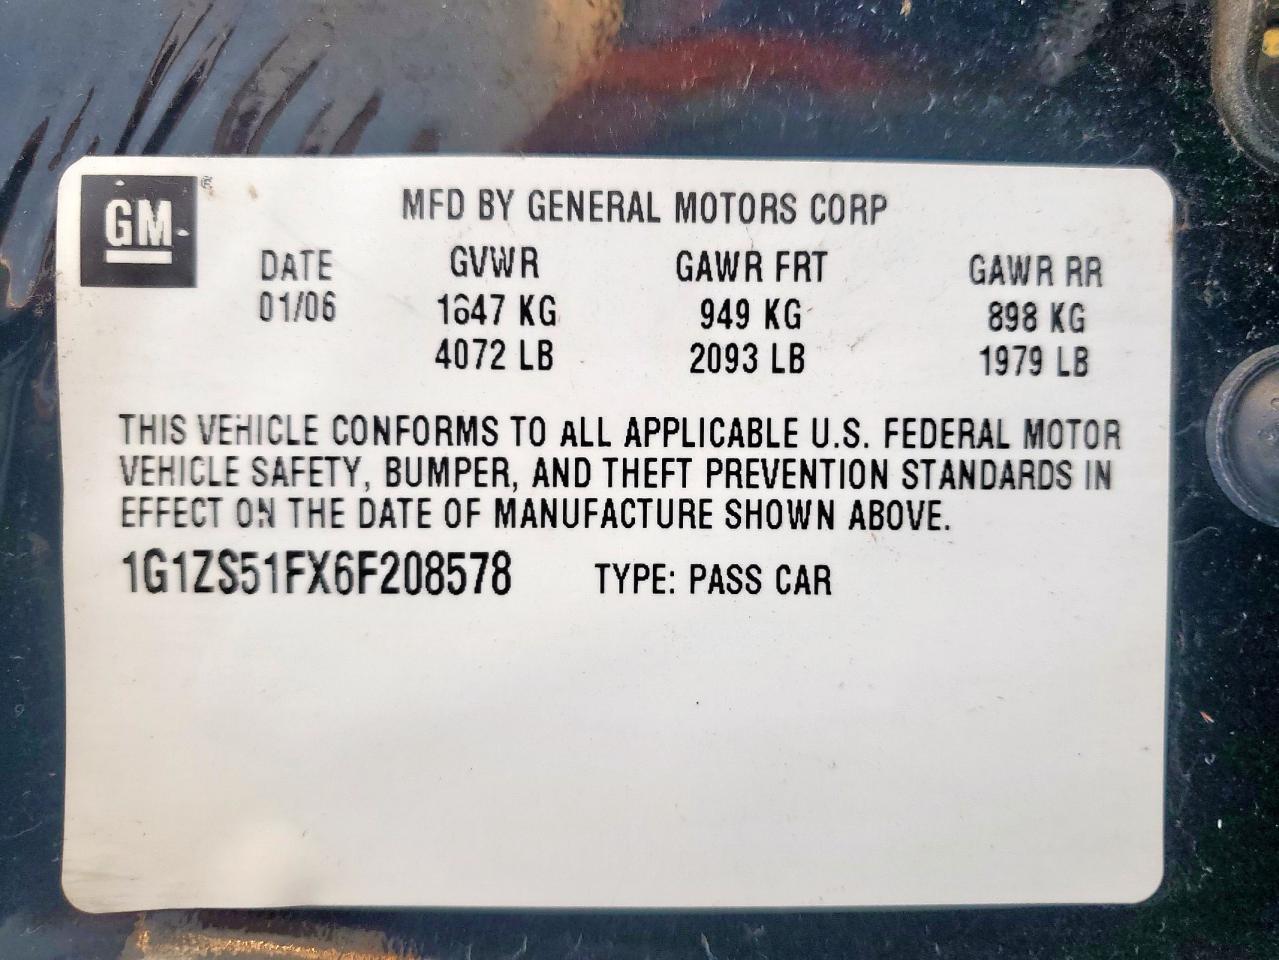 GM
®
MFD BY GENERAL MOTORS CORP
DATE GVWR GAWR FRT GAWR RR
01/06 1847 KG 949 KG 898 KG
4072 LB 2093 LB 1979 LB
THIS VEHICLE CONFORMS TO ALL APPLICABLE U.S. FEDERAL MOTOR
VEHICLE SAFETY, BUMPER, AND THEFT PREVENTION STANDARDS IN
EFFECT ON THE DATE OF MANUFACTURE SHOWN ABOVE.
1G1ZS51FX6F208578 TYPE: PASS CAR